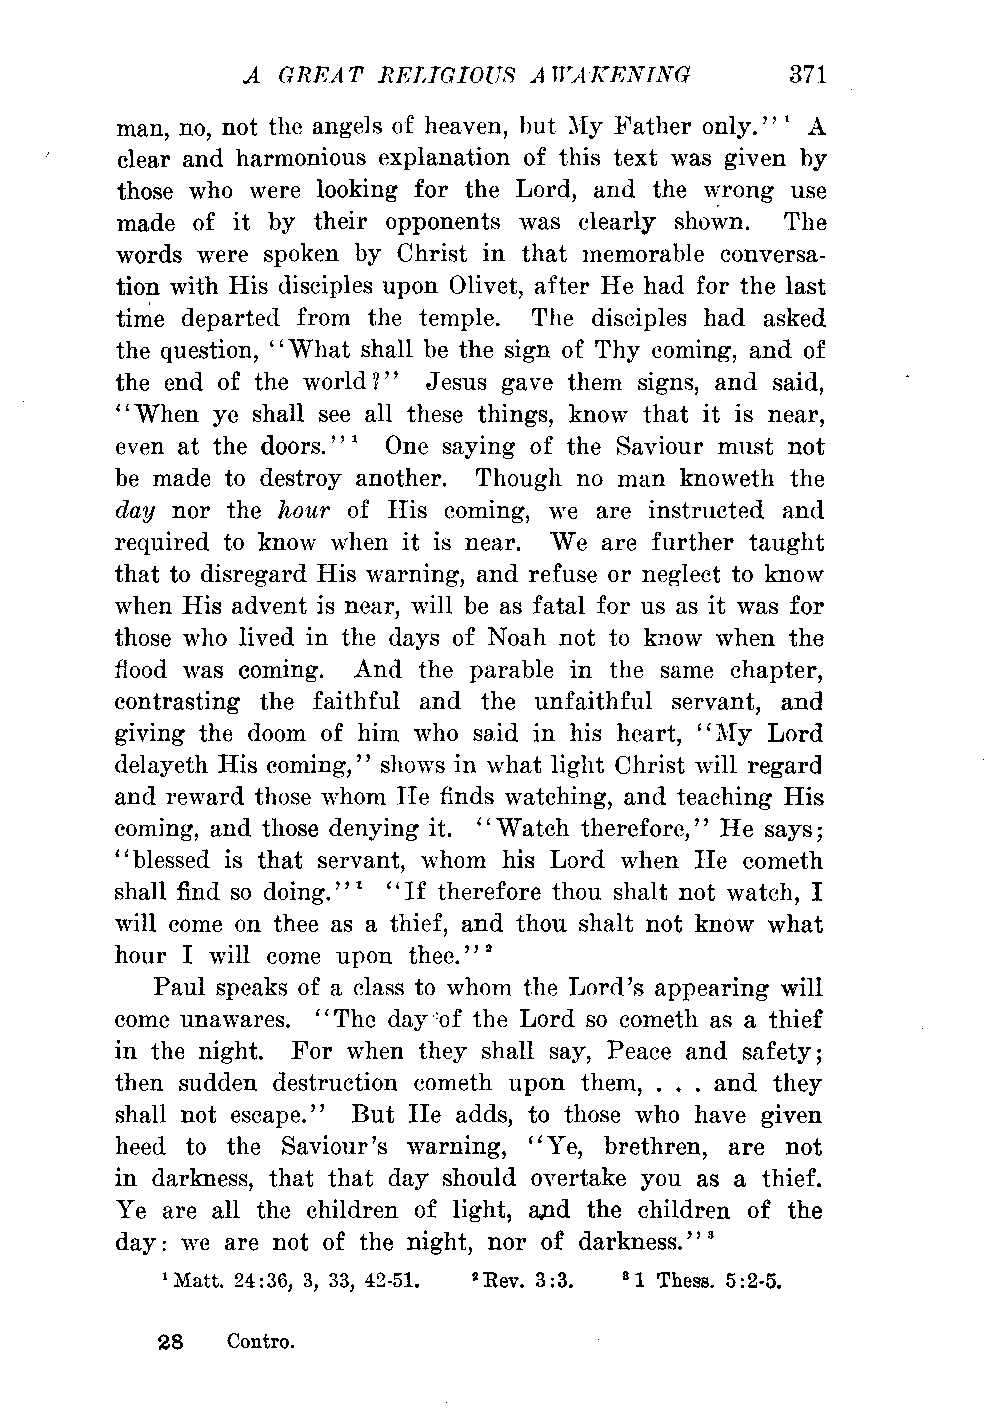 A GREAT RELIGIOUS AWAKENING 371
man, no, not the angels of heaven, but My Father only.''¹ A
clear and harmonious explanation of this text was given by
those who were looking for the Lord, and the wrong use
made of it by their opponents was clearly shown. The
words were spoken by Christ in that memorable conversa-
tion with His disciples upon Olivet, after He had for the last
time departed from the temple. The disciples had asked
the question, ''What shall be the sign of Thy coming, and of
the end of the world?'' Jesus gave them signs, and said,
''When ye shall see all these things, know that it is near,
even at the doors.''¹ One saying of the Saviour must not
be made to destroy another. Though no man knoweth the
day nor the hour of His coming, we are instructed and
required to know when it is near. We are further taught
that to disregard His warning, and refuse or neglect to know
when His advent is near, will be as fatal for us as it was for
those who lived in the days of Noah not to know when the
flood was coming. And the parable in the same chapter,
contrasting the faithful and the unfaithful servant, and
giving the doom of him who said in his heart, ''My Lord
delayeth His coming,'' shows in what light Christ will regard
and reward those whom He finds watching, and teaching His
coming, and those denying it. ''Watch therefore,'' He says;
''blessed is that servant, whom his Lord when He cometh
shall find so doing.''¹ ''If therefore thou shalt not watch, I
will come on thee as a thief, and thou shalt not know what
hour I will come upon thee.''²
Paul speaks of a class to whom the Lord's appearing will
come unawares. ''The day of the Lord so cometh as a thief
in the night. For when they shall say, Peace and safety;
then sudden destruction cometh upon them, . . . and they
shall not escape.'' But He adds, to those who have given
heed to the Saviour's warning, ''Ye, brethren, are not
in darkness, that that day should overtake you as a thief.
Ye are all the children of light, and the children of the
day: we are not of the night, nor of darkness.''³
¹ Matt. 24:36, 3, 33, 42-51. ² Rev. 3:3. ³ 1 Thess. 5:2-5.
28 Contro.